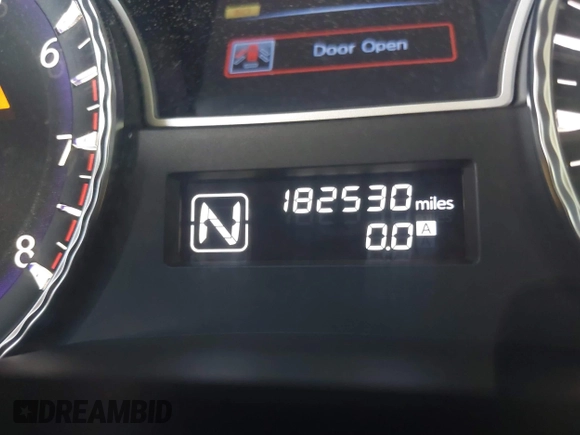 Door Open
6
7
8
N
182530 miles
0.0 A
DREAMBID